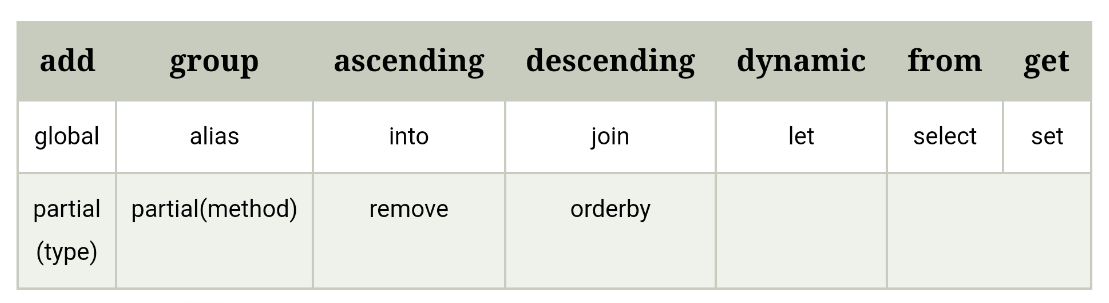 add group ascending descending dynamic from get
global alias into join let select set
partial partial(method) remove orderby
(type)